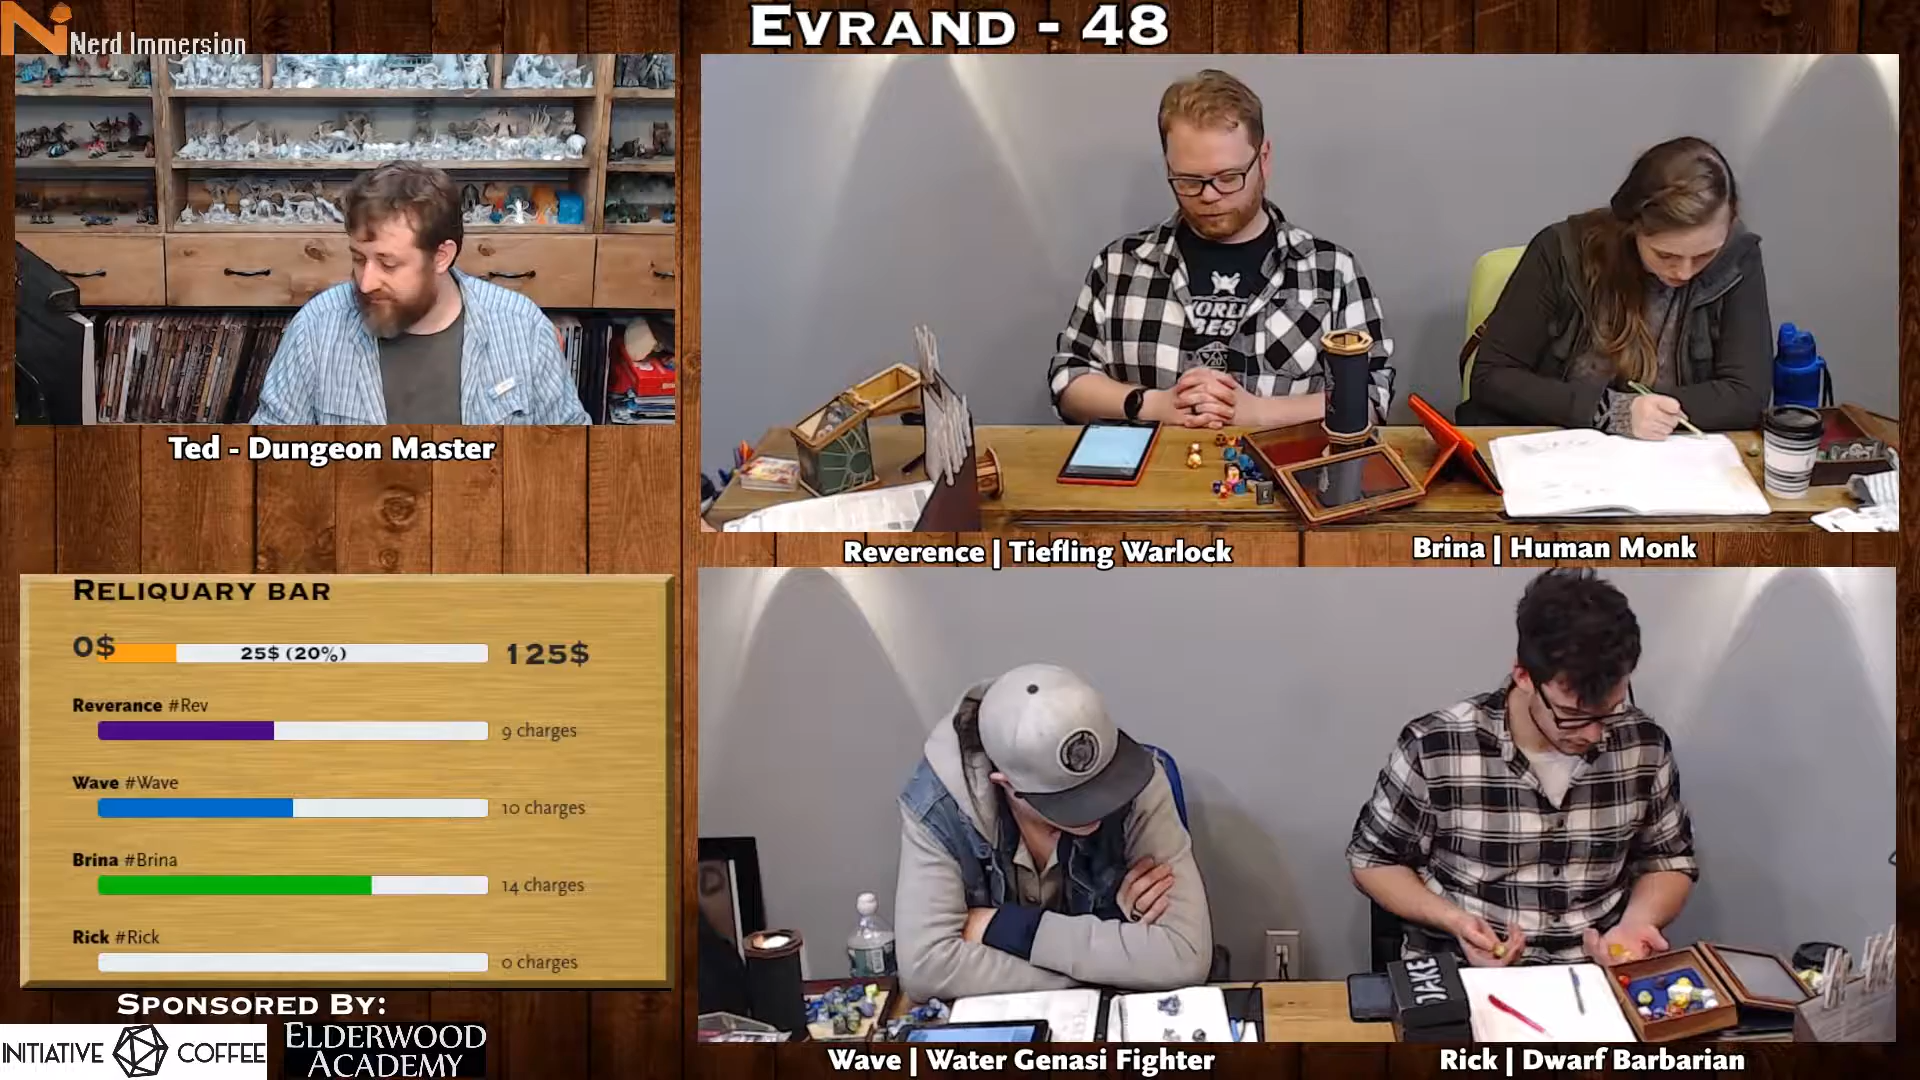 Nerd Immersion
EVRAND - 48
Ted - Dungeon Master
WORLD
BES
Reverence | Tiefling Warlock
Brina | Human Monk
RELIQUARY BAR
0$
25$ (20%)
125$
Reverance #Rev
9 charges
Wave #Wave
10 charges
Brina #Brina
14 charges
Rick #Rick
0 charges
SPONSORED BY:
INITIATIVE COFFEE
ELDERWOOD
ACADEMY
JAKE
Wave | Water Genasi Fighter
Rick | Dwarf Barbarian